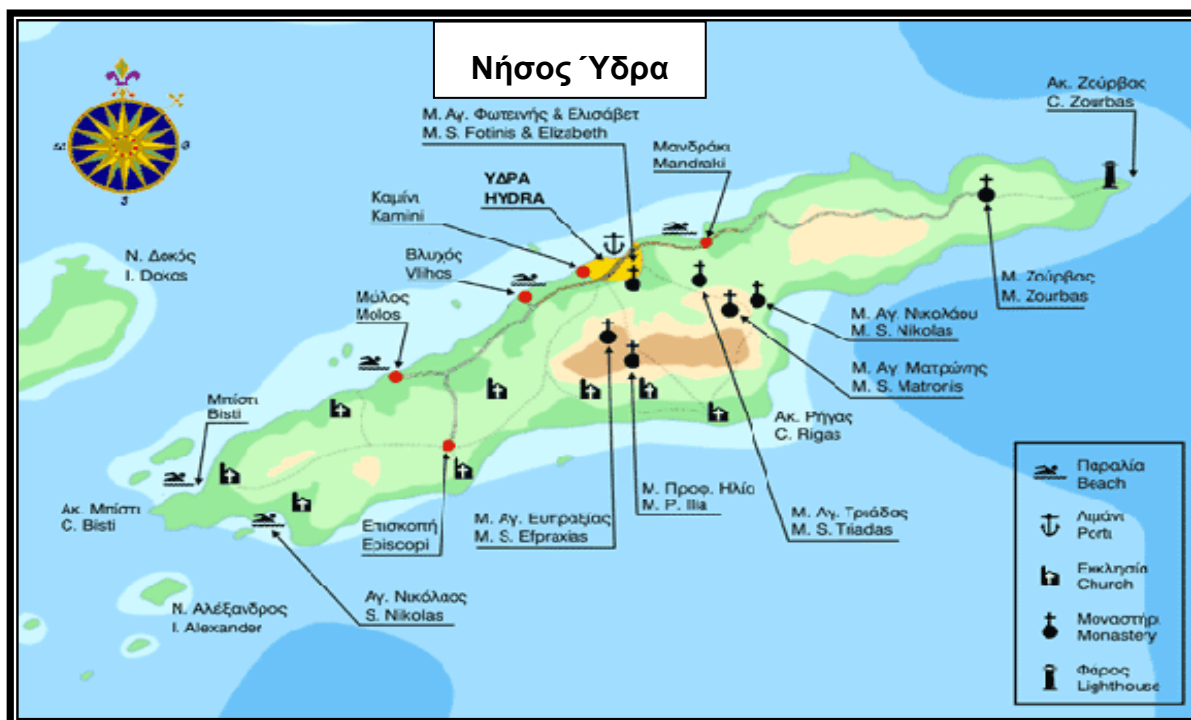 Νήσος Ύδρα
Ακ. Ζούρβας
C. Zourbas
Μ. Αγ. Φωτεινής & Ελισάβετ
M. S. Fotinis & Elizabeth
Μανδράκι
Mandraki
ΥΔΡΑ
HYDRA
Καμίνι
Kamini
Βλυχός
Vlihos
Ν. Δοκός
I. Dokos
Μώλος
Molos
Μ. Ζούρβας
M. Zourbas
Μ. Αγ. Νικολάου
M. S. Nikolas
Μ. Αγ. Ματρώνης
M. S. Matronis
Μπίστι
Bisti
Ακ. Ρήγας
C. Rigas
Ακ. Μπίστι
C. Bisti
Επισκοπή
Episcopi
Μ. Αγ. Ευπραξίας
M. S. Efpraxias
Μ. Προφ. Ηλία
M. P. Ilia
Μ. Αγ. Τριάδας
M. S. Triadas
Αγ. Νικόλαος
S. Nikolas
Ν. Αλέξανδρος
I. Alexander
Παραλία
Beach
Λιμάνι
Port
Εκκλησία
Church
Μοναστήρι
Monastery
Φάρος
Lighthouse